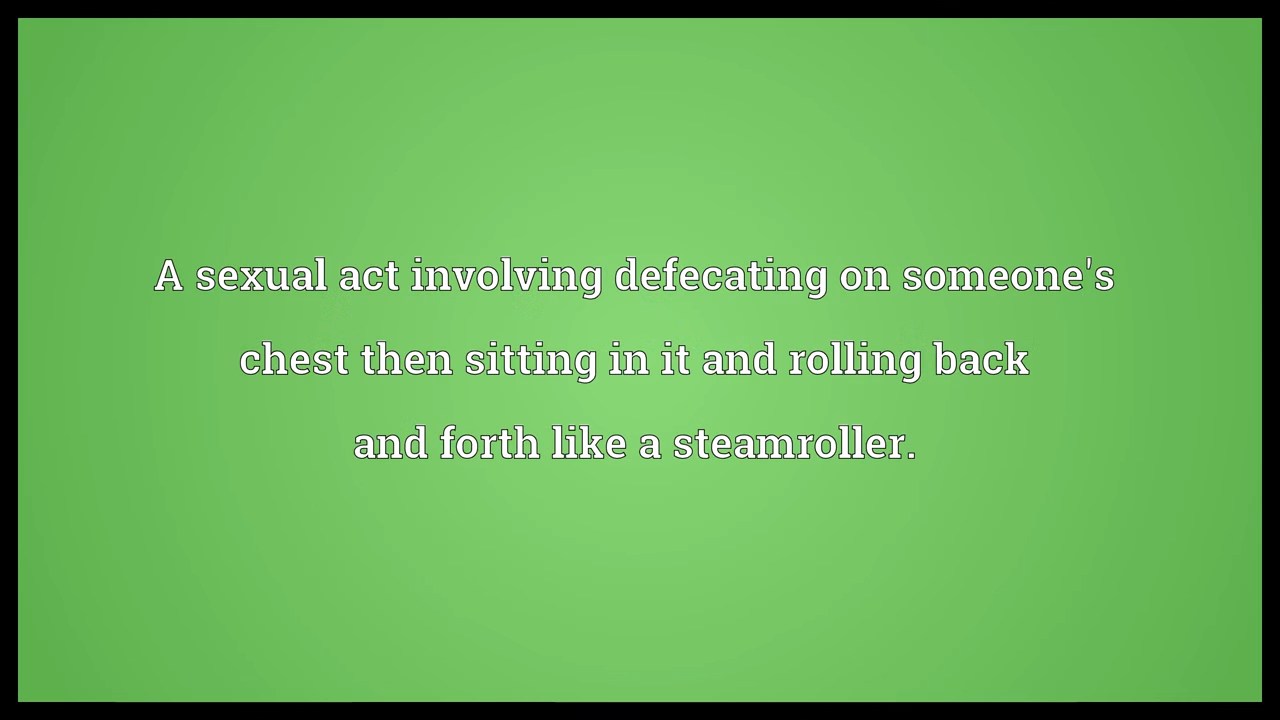 A sexual act involving defecating on someone's
chest then sitting in it and rolling back
and forth like a steamroller.